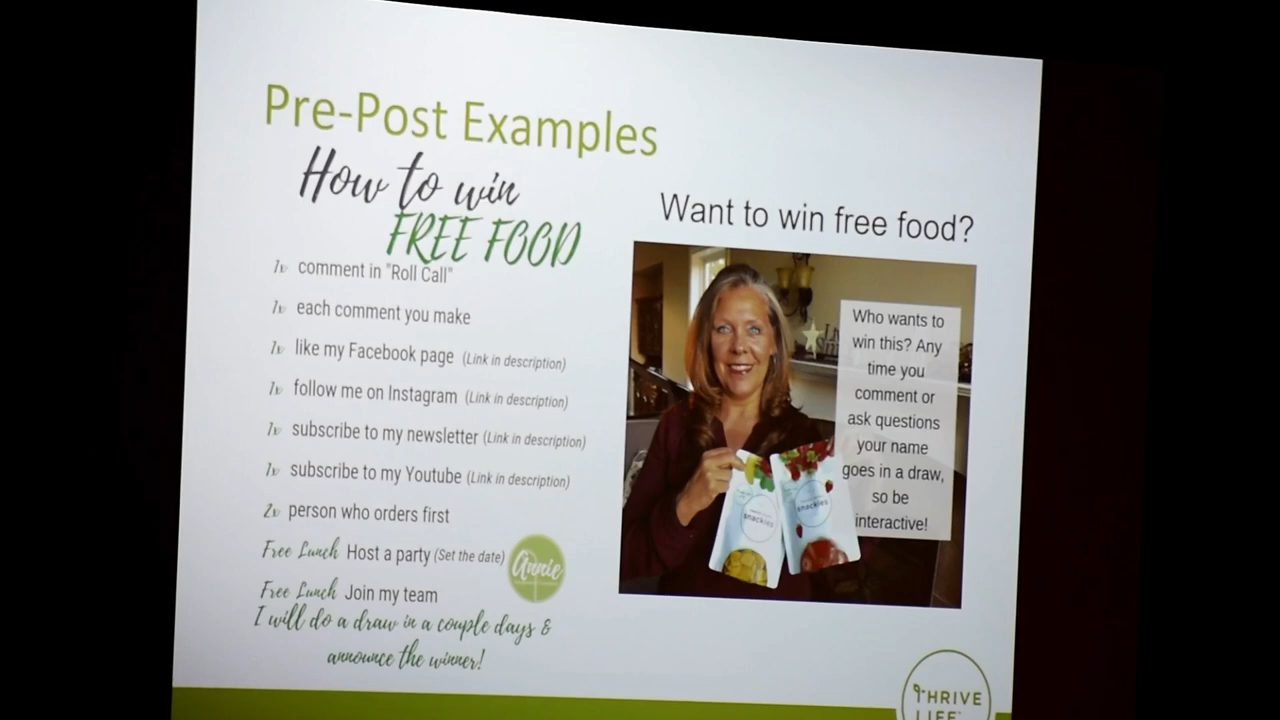 Pre-Post Examples
How to win
FREE FOOD
1x comment in "Roll Call"
1x each comment you make
1x like my Facebook page (Link in description)
1x follow me on Instagram (Link in description)
1x subscribe to my newsletter (Link in description)
1x subscribe to my Youtube (Link in description)
2x person who orders first
Free Lunch Host a party (Set the date)
Free Lunch Join my team
I will do a draw in a couple days &
announce the winner!
Annie
Want to win free food?
Who wants to
win this? Any
time you
comment or
ask questions
your name
goes in a draw,
so be
interactive!
snackies
snackies
THRIVE
LIFE